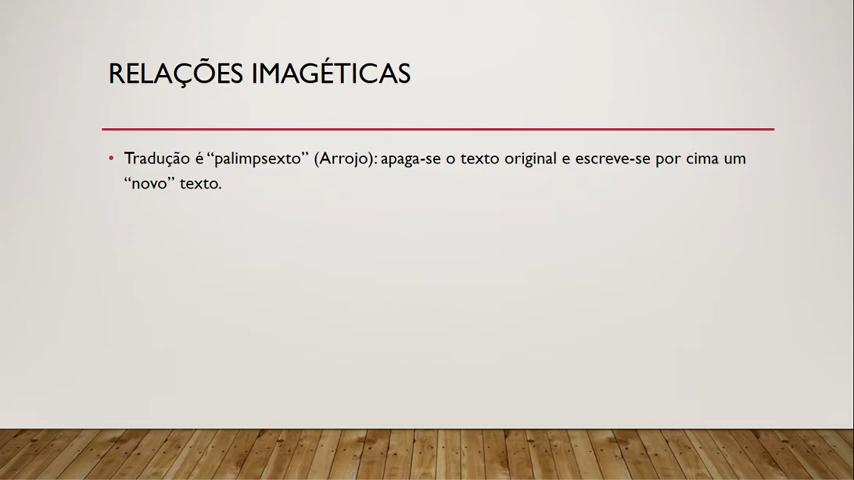 RELAÇÕES IMAGÉTICAS
• Tradução é “palimpsexto” (Arrojo): apaga-se o texto original e escreve-se por cima um
“novo” texto.